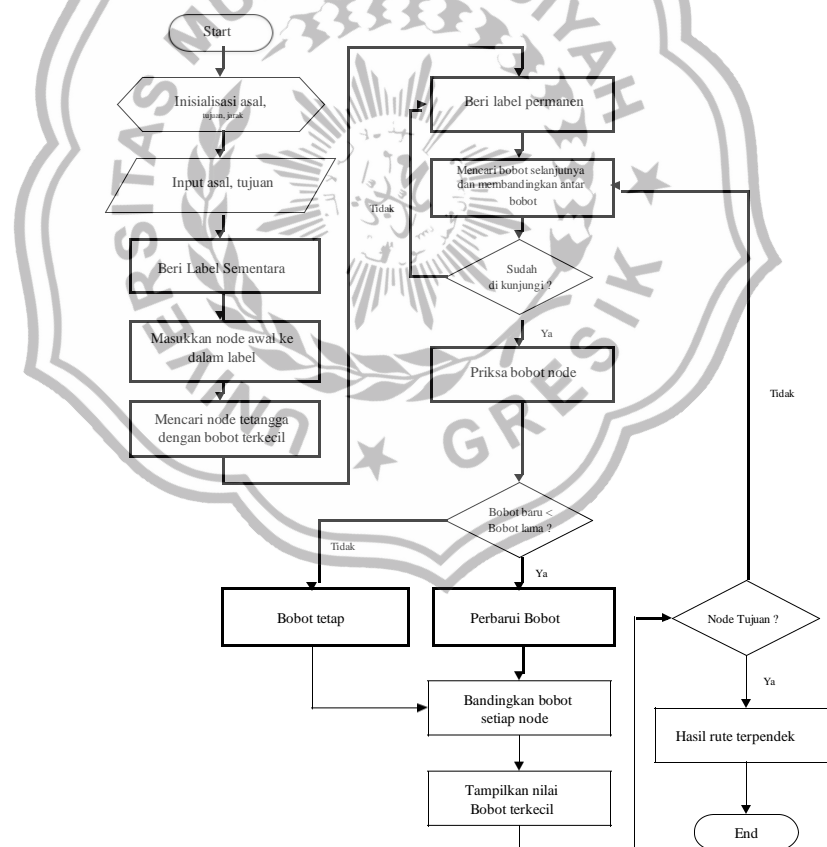 Start
Inisialisasi asal,
tujuan, jarak
Input asal, tujuan
Beri Label Sementara
Masukkan node awal ke
dalam label
Mencari node tetangga
dengan bobot terkecil
Beri label permanen
Mencari bobot selanjutnya
dan membandingkan antar
bobot
Tidak
Sudah
di kunjungi ?
Ya
Priksa bobot node
Tidak
Bobot baru <
Bobot lama ?
Tidak
Ya
Bobot tetap
Perbarui Bobot
Node Tujuan ?
Ya
Bandingkan bobot
setiap node
Hasil rute terpendek
Tampilkan nilai
Bobot terkecil
End
GRESIK